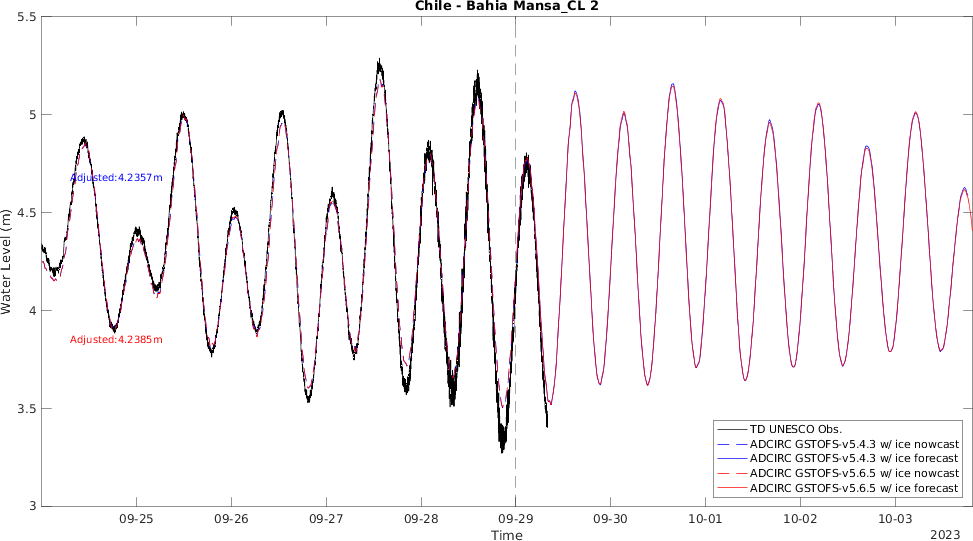 Chile - Bahia Mansa_CL 2
5.5
5
4.5
4
3.5
3
Water Level (m)
Adjusted:4.2357m
Adjusted:4.2385m
TD UNESCO Obs.
ADCIRC GSTOFS-v5.4.3 w/ ice nowcast
ADCIRC GSTOFS-v5.4.3 w/ ice forecast
ADCIRC GSTOFS-v5.6.5 w/ ice nowcast
ADCIRC GSTOFS-v5.6.5 w/ ice forecast
09-25 09-26 09-27 09-28 09-29 09-30 10-01 10-02 10-03
Time
2023